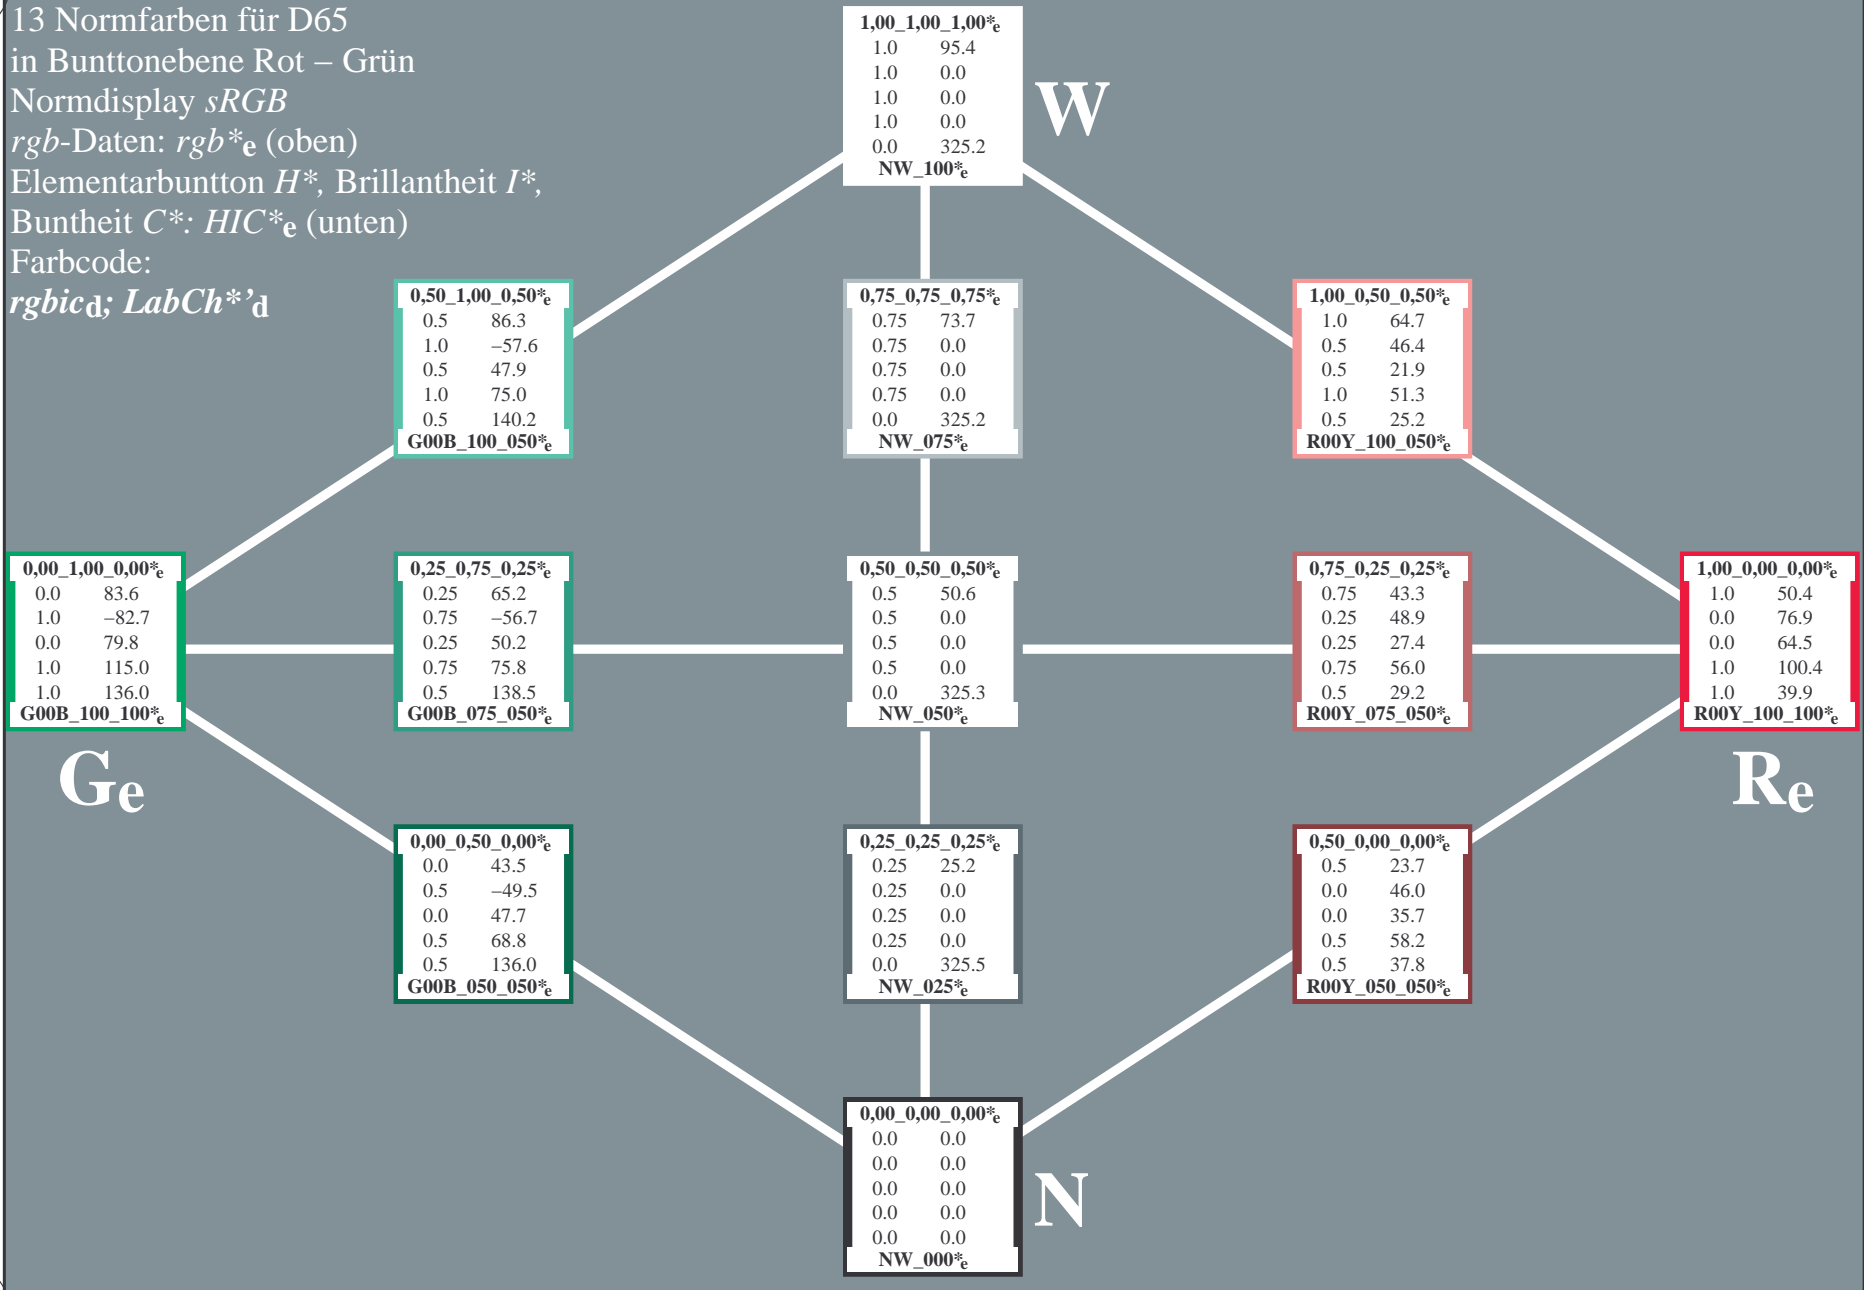 13 Normfarben für D65
in Bunttonebene Rot – Grün
Normdisplay sRGB
rgb-Daten: rgb*e (oben)
Elementarbuntton H*, Brillantheit I*,
Buntheit C*: HIC*e (unten)
Farbcode:
rgbicd; LabCh*’d
1,00_1,00_1,00*e
1.0 95.4
1.0 0.0
1.0 0.0
1.0 0.0
0.0 325.2
NW_100*e
W
0,50_1,00_0,50*e
0.5 86.3
1.0 –57.6
0.5 47.9
1.0 75.0
0.5 140.2
G00B_100_050*e
0,75_0,75_0,75*e
0.75 73.7
0.75 0.0
0.75 0.0
0.75 0.0
0.0 325.2
NW_075*e
1,00_0,50_0,50*e
1.0 64.7
0.5 46.4
0.5 21.9
1.0 51.3
0.5 25.2
R00Y_100_050*e
0,00_1,00_0,00*e
0.0 83.6
1.0 –82.7
0.0 79.8
1.0 115.0
1.0 136.0
G00B_100_100*e
Ge
0,25_0,75_0,25*e
0.25 65.2
0.75 –56.7
0.25 50.2
0.75 75.8
0.5 138.5
G00B_075_050*e
0,50_0,50_0,50*e
0.5 50.6
0.5 0.0
0.5 0.0
0.5 0.0
0.0 325.3
NW_050*e
0,75_0,25_0,25*e
0.75 43.3
0.25 48.9
0.25 27.4
0.75 56.0
0.5 29.2
R00Y_075_050*e
1,00_0,00_0,00*e
1.0 50.4
0.0 76.9
0.0 64.5
1.0 100.4
1.0 39.9
R00Y_100_100*e
Re
0,00_0,50_0,00*e
0.0 43.5
0.5 –49.5
0.0 47.7
0.5 68.8
0.5 136.0
G00B_050_050*e
0,25_0,25_0,25*e
0.25 25.2
0.25 0.0
0.25 0.0
0.25 0.0
0.0 325.5
NW_025*e
0,50_0,00_0,00*e
0.5 23.7
0.0 46.0
0.0 35.7
0.5 58.2
0.5 37.8
R00Y_050_050*e
0,00_0,00_0,00*e
0.0 0.0
0.0 0.0
0.0 0.0
0.0 0.0
0.0 0.0
NW_000*e
N